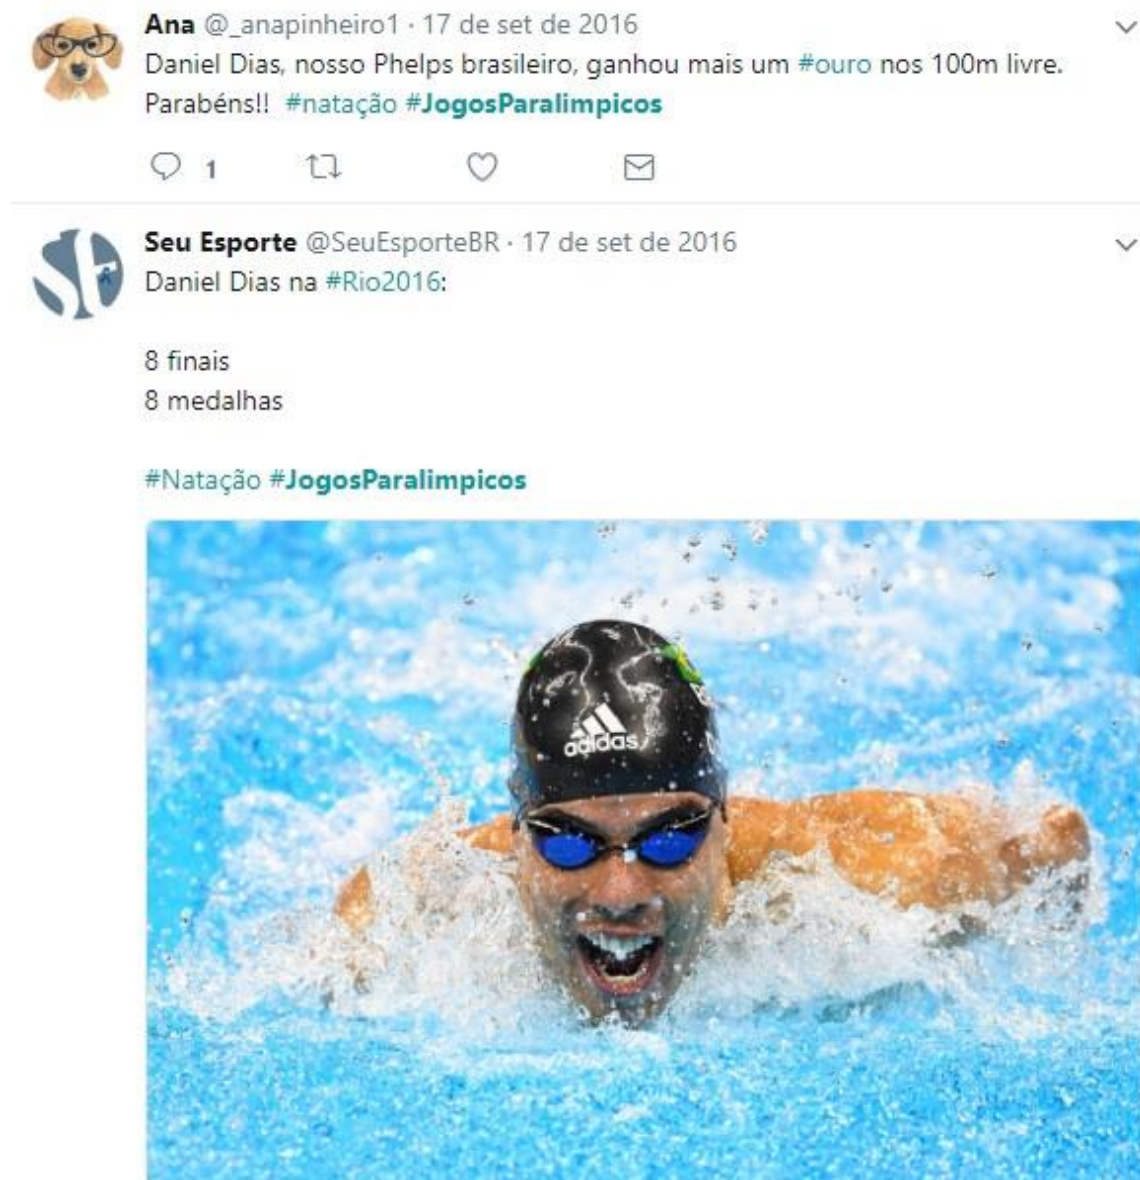 Ana @_anapinheiro1 · 17 de set de 2016
Daniel Dias, nosso Phelps brasileiro, ganhou mais um #ouro nos 100m livre.
Parabéns!! #natação #JogosParalimpicos
1
Seu Esporte @SeuEsporteBR · 17 de set de 2016
Daniel Dias na #Rio2016:
8 finais
8 medalhas
#Natação #JogosParalimpicos
adidas